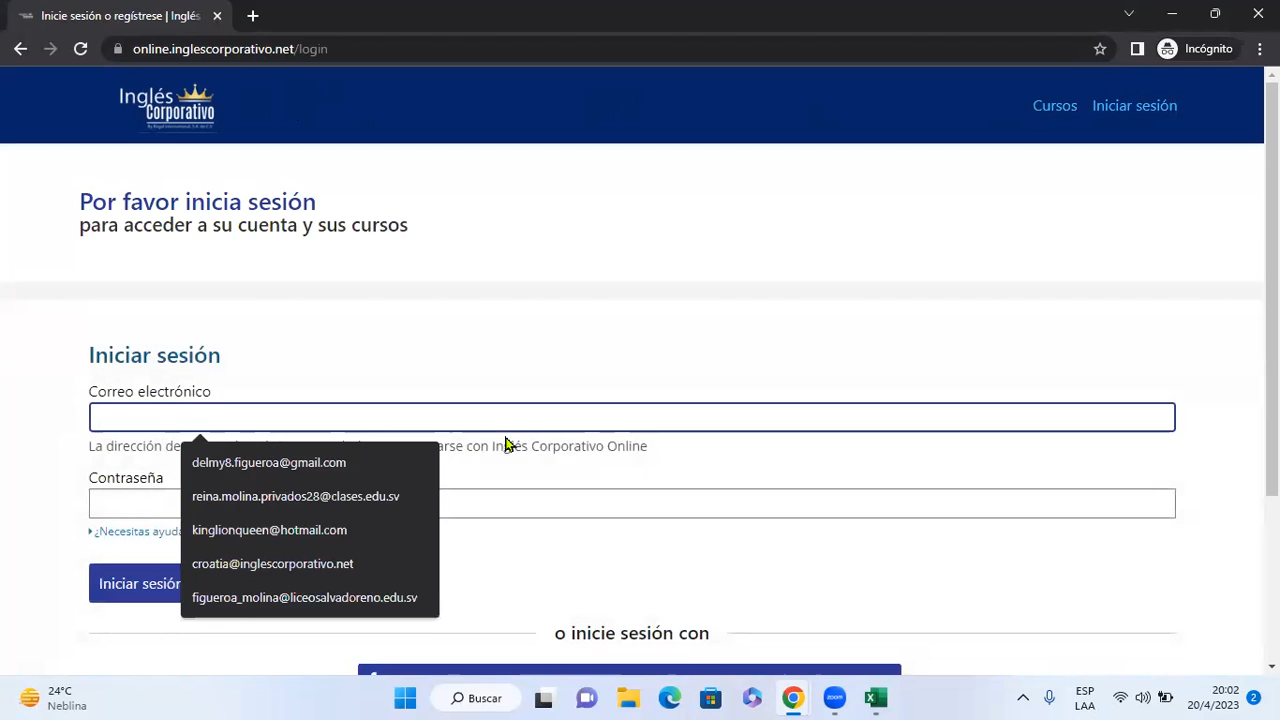 Inicie sesión o regístrese | Inglés
online.inglescorporativo.net/login
Incógnito
Inglés
Corporativo
Cursos
Iniciar sesión
Por favor inicia sesión
para acceder a su cuenta y sus cursos
Iniciar sesión
Correo electrónico
La dirección de
arse con Inglés Corporativo Online
delmy8.figueroa@gmail.com
Contraseña
reina.molina.privados28@clases.edu.sv
¿Necesitas ayuda
kinglionqueen@hotmail.com
croatia@inglescorporativo.net
Iniciar sesión
figueroa_molina@liceosalvadoreno.edu.sv
o inicie sesión con
24°C
Neblina
Buscar
zoom
ESP
LAA
20:02
20/4/2023
2